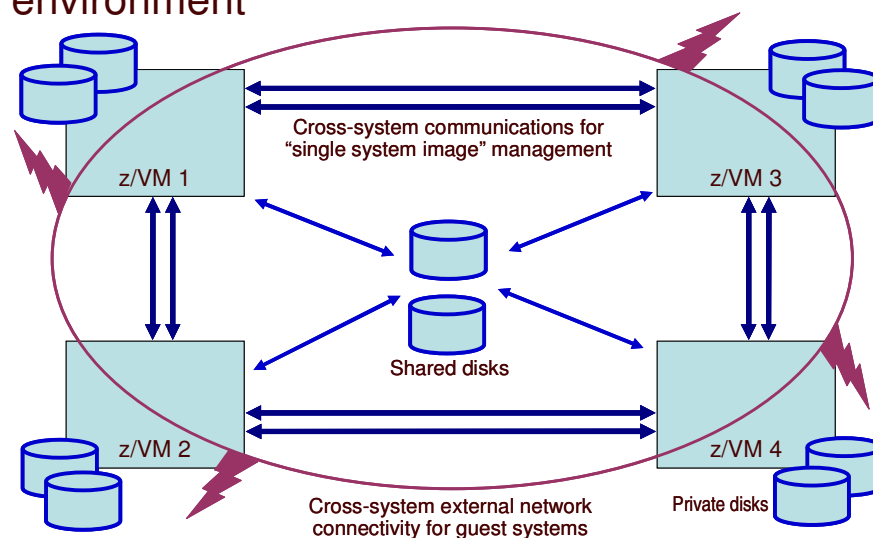 environment
Cross-system communications for
“single system image” management
z/VM 1
z/VM 3
Shared disks
z/VM 2
z/VM 4
Cross-system external network
connectivity for guest systems
Private disks